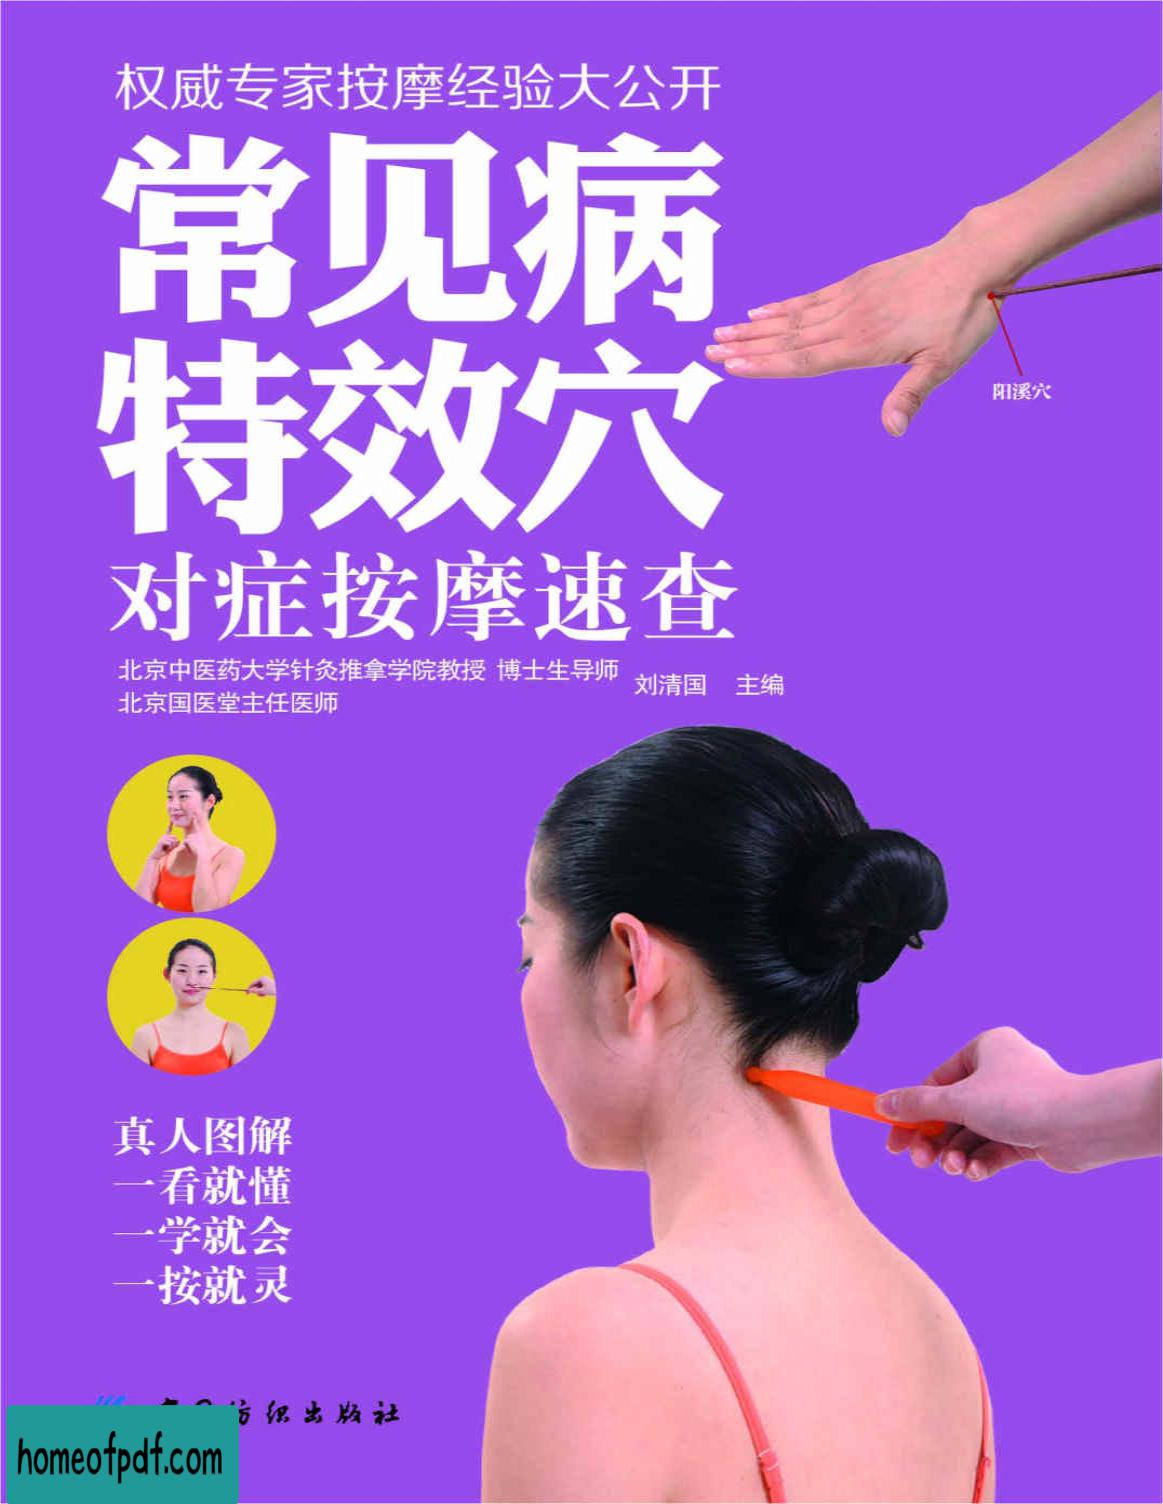 权威专家按摩经验大公开
常见病
特效穴
对症按摩速查
北京中医药大学针灸推拿学院教授 博士生导师
北京国医堂主任医师
刘清国 主编
阳溪穴
真人图解
一看就懂
一学就会
一按就灵
纺织出版社
homeofpdf.com